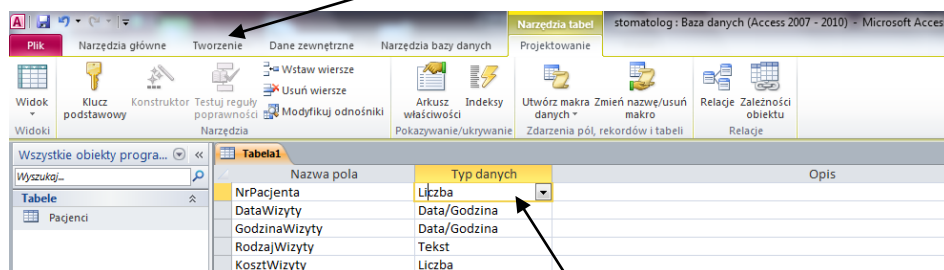 A
Narzędzia tabel
stomatolog : Baza danych (Access 2007 - 2010) - Microsoft Acces
Plik Narzędzia główne Tworzenie Dane zewnętrzne Narzędzia bazy danych Projektowanie
Widok
Klucz podstawowy
Konstruktor
Testuj reguły poprawności
Wstaw wiersze
Usuń wiersze
Modyfikuj odnośniki
Arkusz właściwości
Indeksy
Utwórz makra danych
Zmień nazwę/usuń makro
Relacje
Zależności obiektu
Widoki Narzędzia Pokazywanie/ukrywanie Zdarzenia pól, rekordów i tabeli Relacje
Wszystkie obiekty progra... «
Tabela1
Wyszukaj...
Nazwa pola Typ danych Opis
Tabele
NrPacjenta Liczba
Pacjenci
DataWizyty Data/Godzina
GodzinaWizyty Data/Godzina
RodzajWizyty Tekst
KosztWizyty Liczba